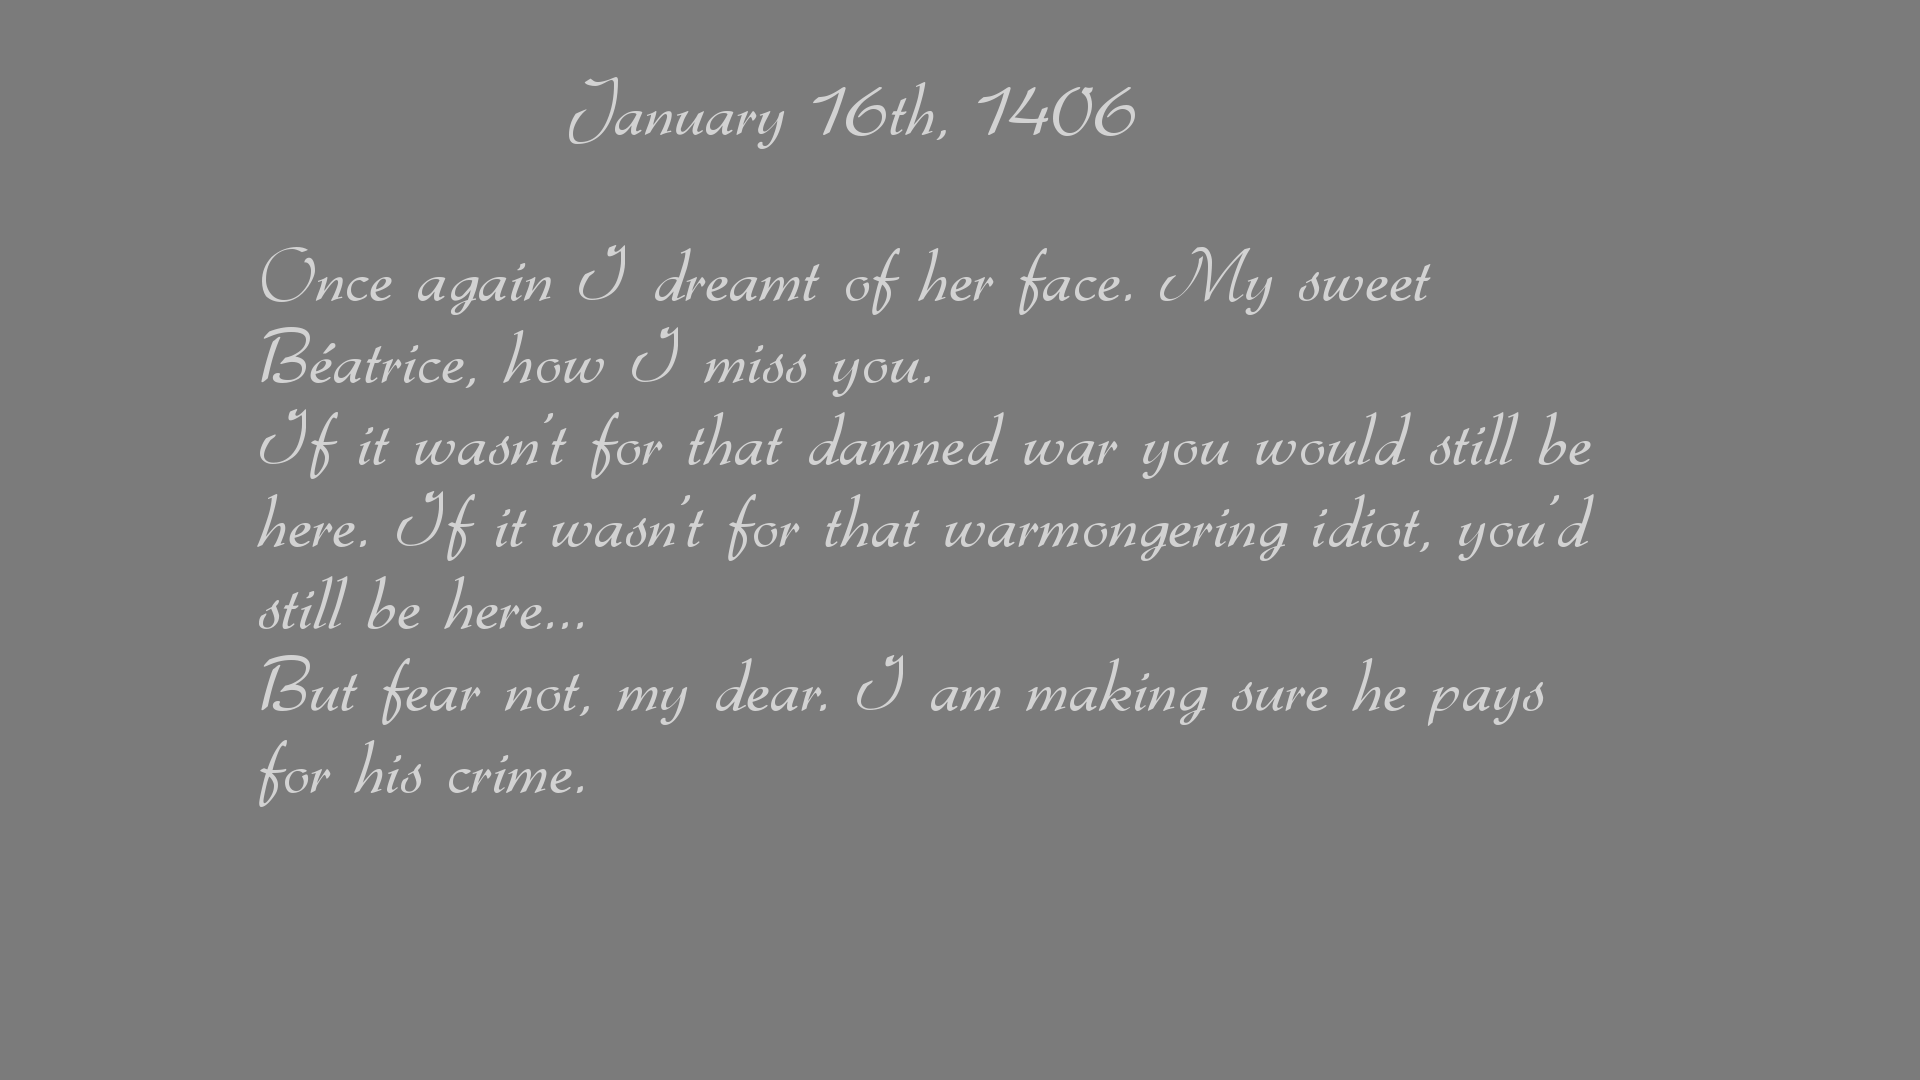 January 16th, 1406
Once again I dreamt of her face. My sweet
Béatrice, how I miss you.
If it wasn't for that damned war you would still be
here. If it wasn't for that warmongering idiot, you'd
still be here...
But fear not, my dear. I am making sure he pays
for his crime.